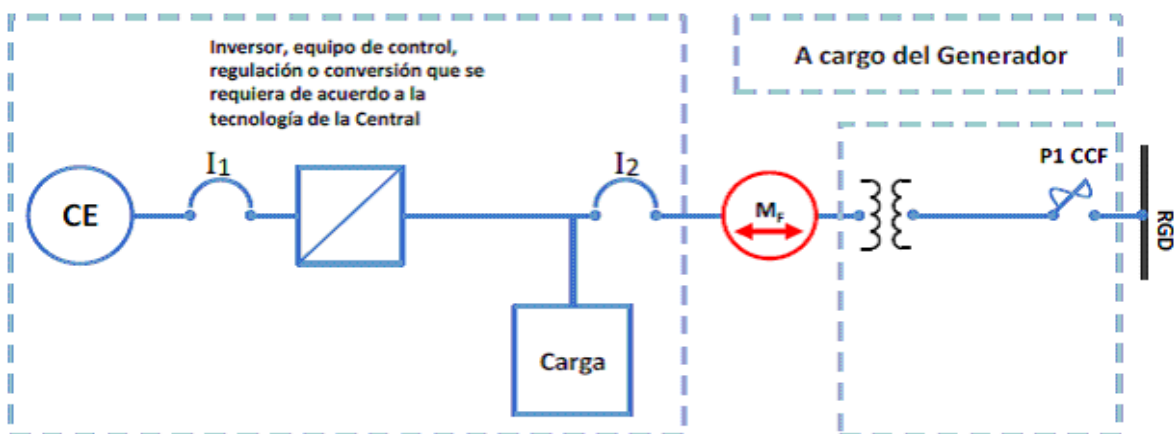 Inversor, equipo de control,
regulación o conversión que se
requiera de acuerdo a la
tecnología de la Central
A cargo del Generador
CE
I1
I2
MF
P1 CCF
RGD
Carga